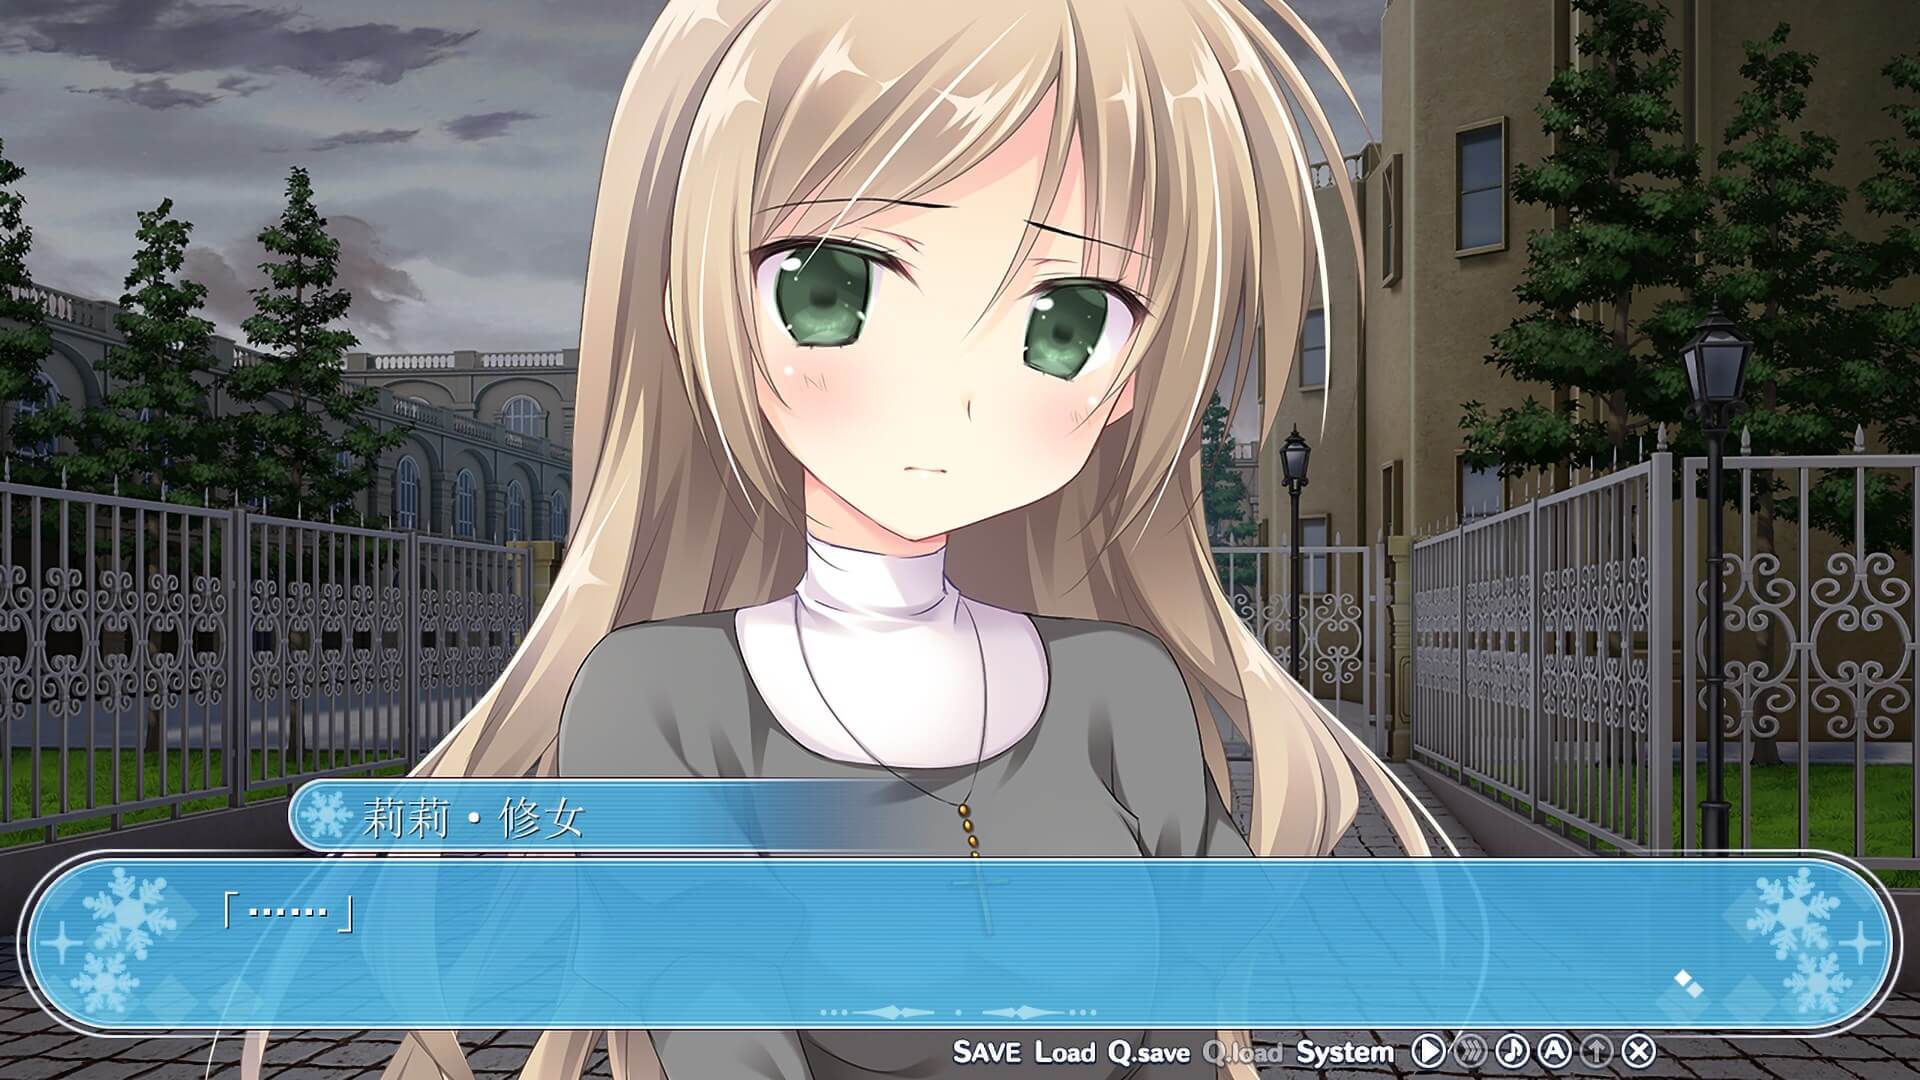 莉莉・修女
「……」
SAVE Load Q.save Q.load System